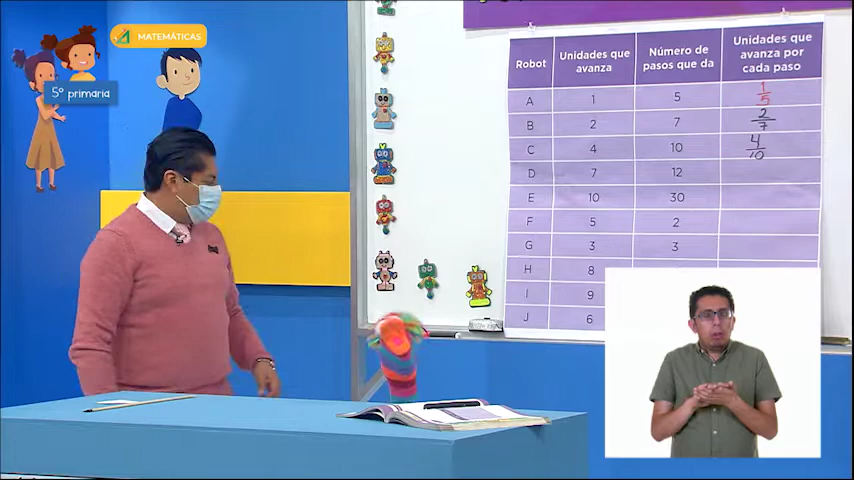 MATEMÁTICAS
5° primaria
Robot
Unidades que avanza
Número de pasos que da
Unidades que avanza por cada paso
A 1 5 1/5
B 2 7 2/7
C 4 10 4/10
D 7 12
E 10 30
F 5 2
G 3 3
H 8
I 9
J 6